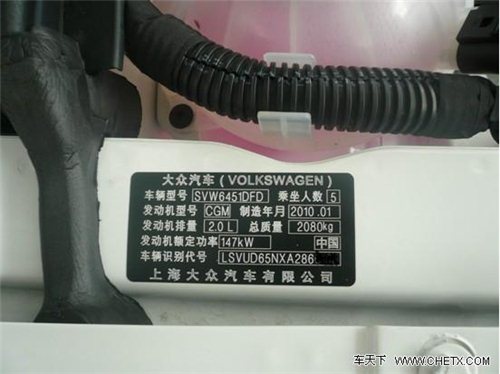 大众汽车(VOLKSWAGEN)
车辆型号 SVW6451DFD 乘坐人数 5
发动机型号 CGM 制造年月 2010.01
发动机排量 2.0L 总质量 2080kg
发动机额定功率 147kW 中国
车辆识别代号 LSVUD65NXA286
上海大众汽车有限公司
车天下 WWW.CHETX.COM